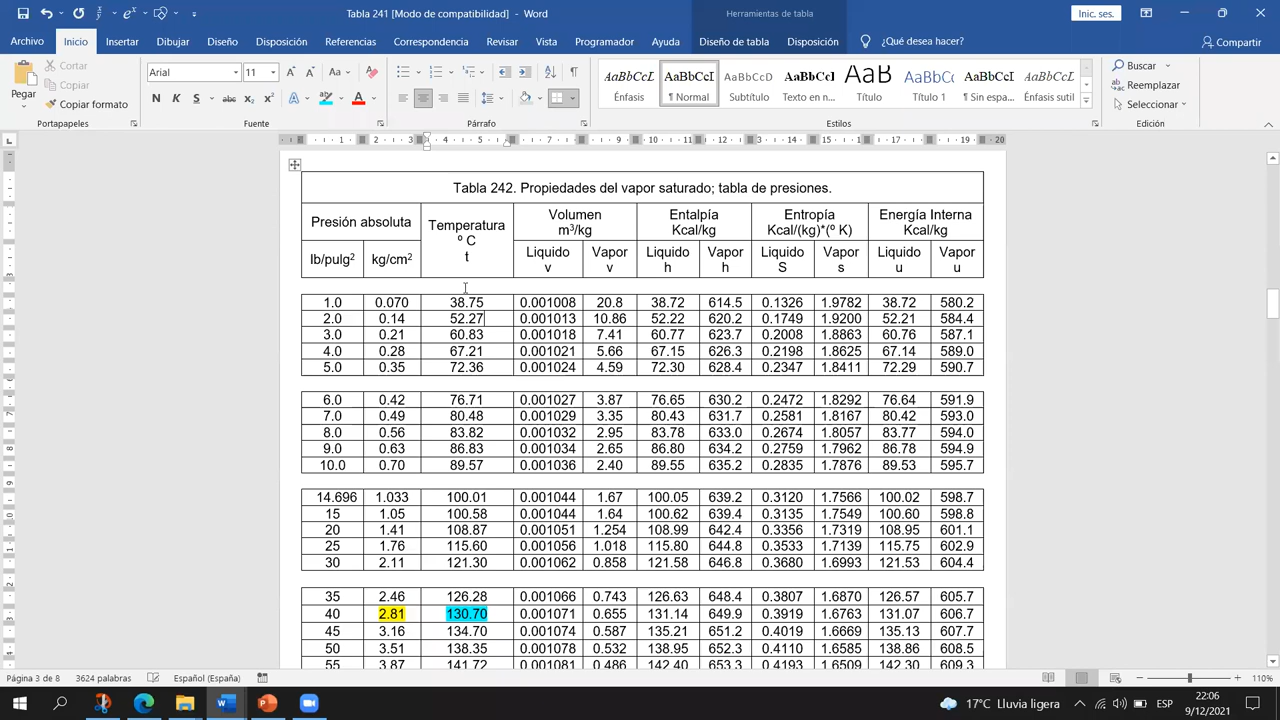 Tabla 241 [Modo de compatibilidad] - Word
Herramientas de tabla
Inic. ses.
Archivo Inicio Insertar Dibujar Diseño Disposición Referencias Correspondencia Revisar Vista Programador Ayuda Diseño de tabla Disposición ¿Qué desea hacer? Compartir
Pegar
Cortar
Copiar
Copiar formato
Portapapeles
Arial 11
Fuente
Párrafo
AaBbCcL Énfasis
AaBbCcI ¶ Normal
AaBbCcD Subtítulo
AaBbCcI Texto en n...
AaB Título
AaBbCcI Título 1
AaBbCcI ¶ Sin espa...
AaBbCcL Énfasis sutil
Estilos
Buscar
Reemplazar
Seleccionar
Edición
Tabla 242. Propiedades del vapor saturado; tabla de presiones.
Presión absoluta Temperatura º C t Volumen m³/kg Entalpía Kcal/kg Entropía Kcal/(kg)*(º K) Energía Interna Kcal/kg
lb/pulg² kg/cm² Liquido v Vapor v Liquido h Vapor h Liquido S Vapor s Liquido u Vapor u
1.0 0.070 38.75 0.001008 20.8 38.72 614.5 0.1326 1.9782 38.72 580.2
2.0 0.14 52.27 0.001013 10.86 52.22 620.2 0.1749 1.9200 52.21 584.4
3.0 0.21 60.83 0.001018 7.41 60.77 623.7 0.2008 1.8863 60.76 587.1
4.0 0.28 67.21 0.001021 5.66 67.15 626.3 0.2198 1.8625 67.14 589.0
5.0 0.35 72.36 0.001024 4.59 72.30 628.4 0.2347 1.8411 72.29 590.7
6.0 0.42 76.71 0.001027 3.87 76.65 630.2 0.2472 1.8292 76.64 591.9
7.0 0.49 80.48 0.001029 3.35 80.43 631.7 0.2581 1.8167 80.42 593.0
8.0 0.56 83.82 0.001032 2.95 83.78 633.0 0.2674 1.8057 83.77 594.0
9.0 0.63 86.83 0.001034 2.65 86.80 634.2 0.2759 1.7962 86.78 594.9
10.0 0.70 89.57 0.001036 2.40 89.55 635.2 0.2835 1.7876 89.53 595.7
14.696 1.033 100.01 0.001044 1.67 100.05 639.2 0.3120 1.7566 100.02 598.7
15 1.05 100.58 0.001044 1.64 100.62 639.4 0.3135 1.7549 100.60 598.8
20 1.41 108.87 0.001051 1.254 108.99 642.4 0.3356 1.7319 108.95 601.1
25 1.76 115.60 0.001056 1.018 115.80 644.8 0.3533 1.7139 115.75 602.9
30 2.11 121.30 0.001062 0.858 121.58 646.8 0.3680 1.6993 121.53 604.4
35 2.46 126.28 0.001066 0.743 126.63 648.4 0.3807 1.6870 126.57 605.7
40 2.81 130.70 0.001071 0.655 131.14 649.9 0.3919 1.6763 131.07 606.7
45 3.16 134.70 0.001074 0.587 135.21 651.2 0.4019 1.6669 135.13 607.7
50 3.51 138.35 0.001078 0.532 138.95 652.3 0.4110 1.6585 138.86 608.5
55 3.87 141.72 0.001081 0.486 142.40 653.3 0.4193 1.6509 142.30 609.3
Página 3 de 8 3624 palabras Español (España) 110%
17°C Lluvia ligera ESP 22:06
9/12/2021